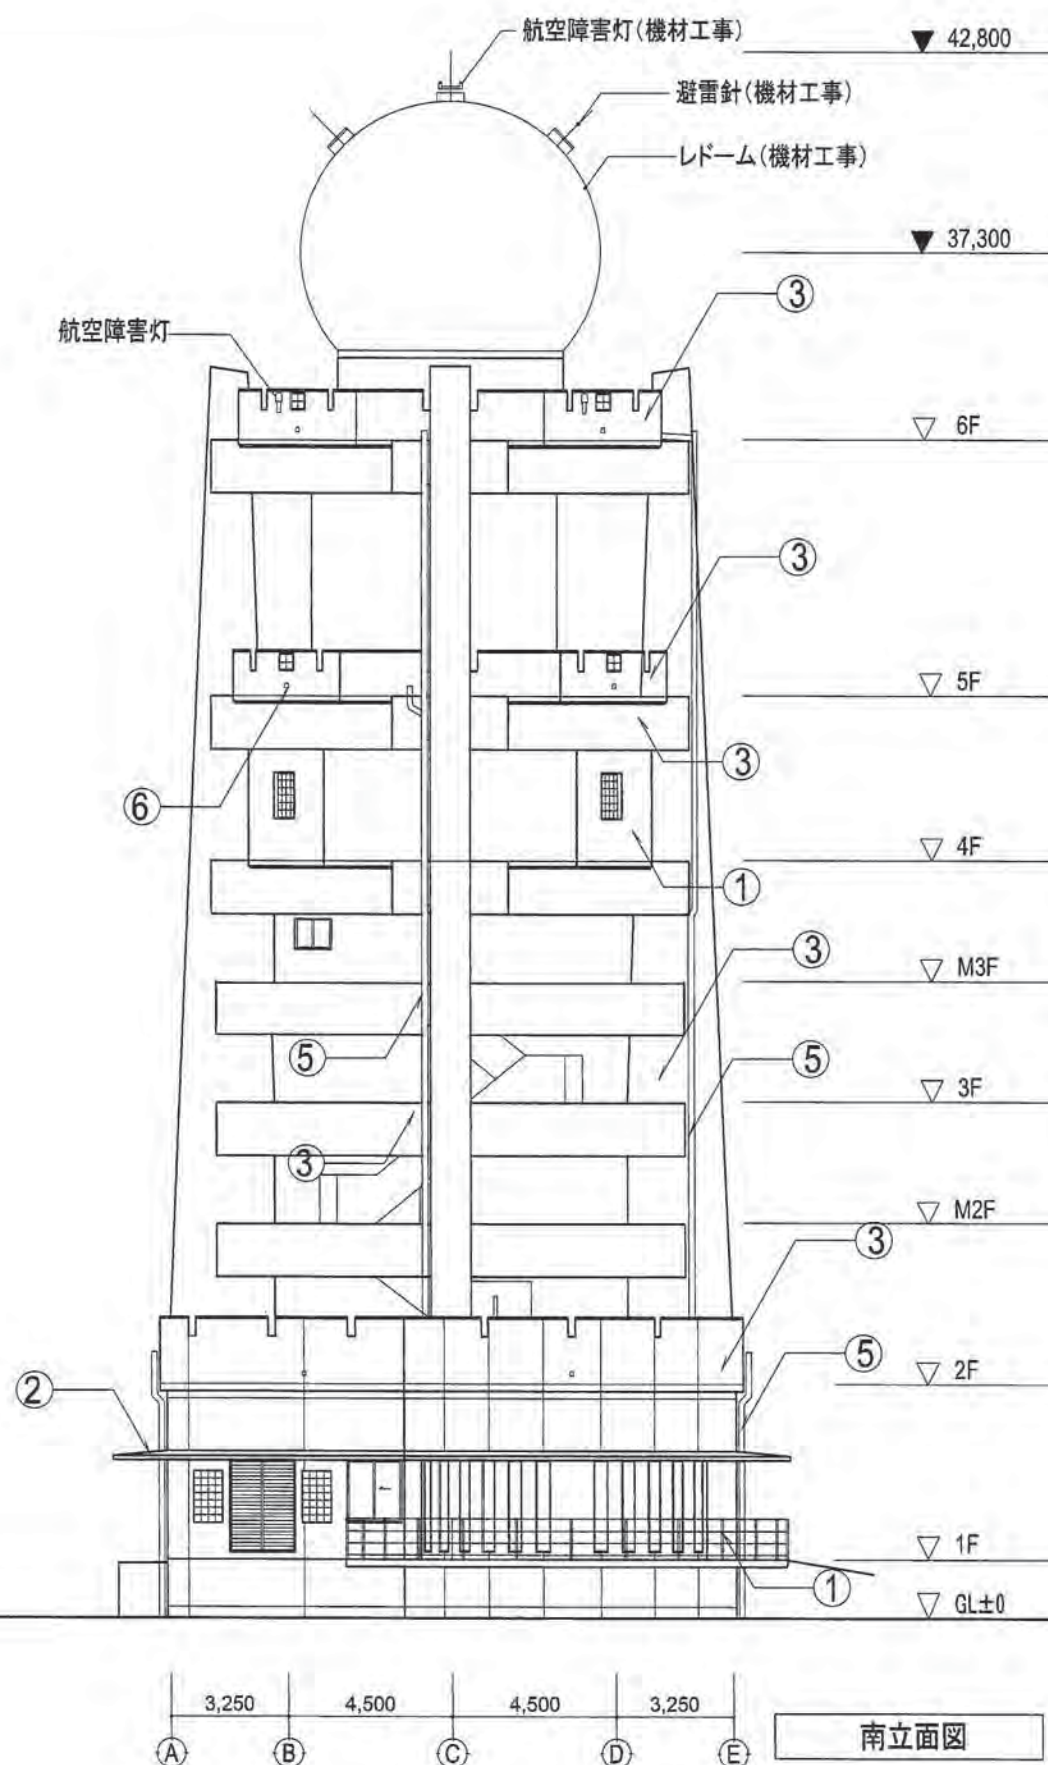 航空障害灯(機材工事)
42,800
避雷針(機材工事)
レドーム(機材工事)
37,300
③
航空障害灯
6F
③
5F
③
⑥
4F
①
③
M3F
⑤
⑤
3F
③
M2F
③
⑤
2F
②
1F
①
GL±0
3,250
4,500
4,500
3,250
A
B
C
D
E
南立面図